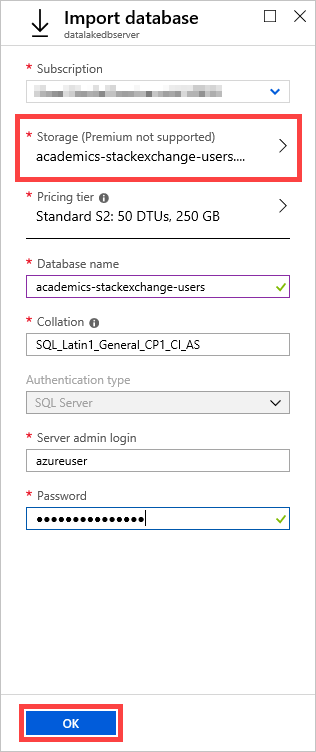 Import database
datalakedbserver
* Subscription
* Storage (Premium not supported)
academics-stackexchange-users....
* Pricing tier
Standard S2: 50 DTUs, 250 GB
* Database name
academics-stackexchange-users
* Collation
SQL_Latin1_General_CP1_CI_AS
Authentication type
SQL Server
* Server admin login
azureuser
* Password
•••••••••••••••
OK